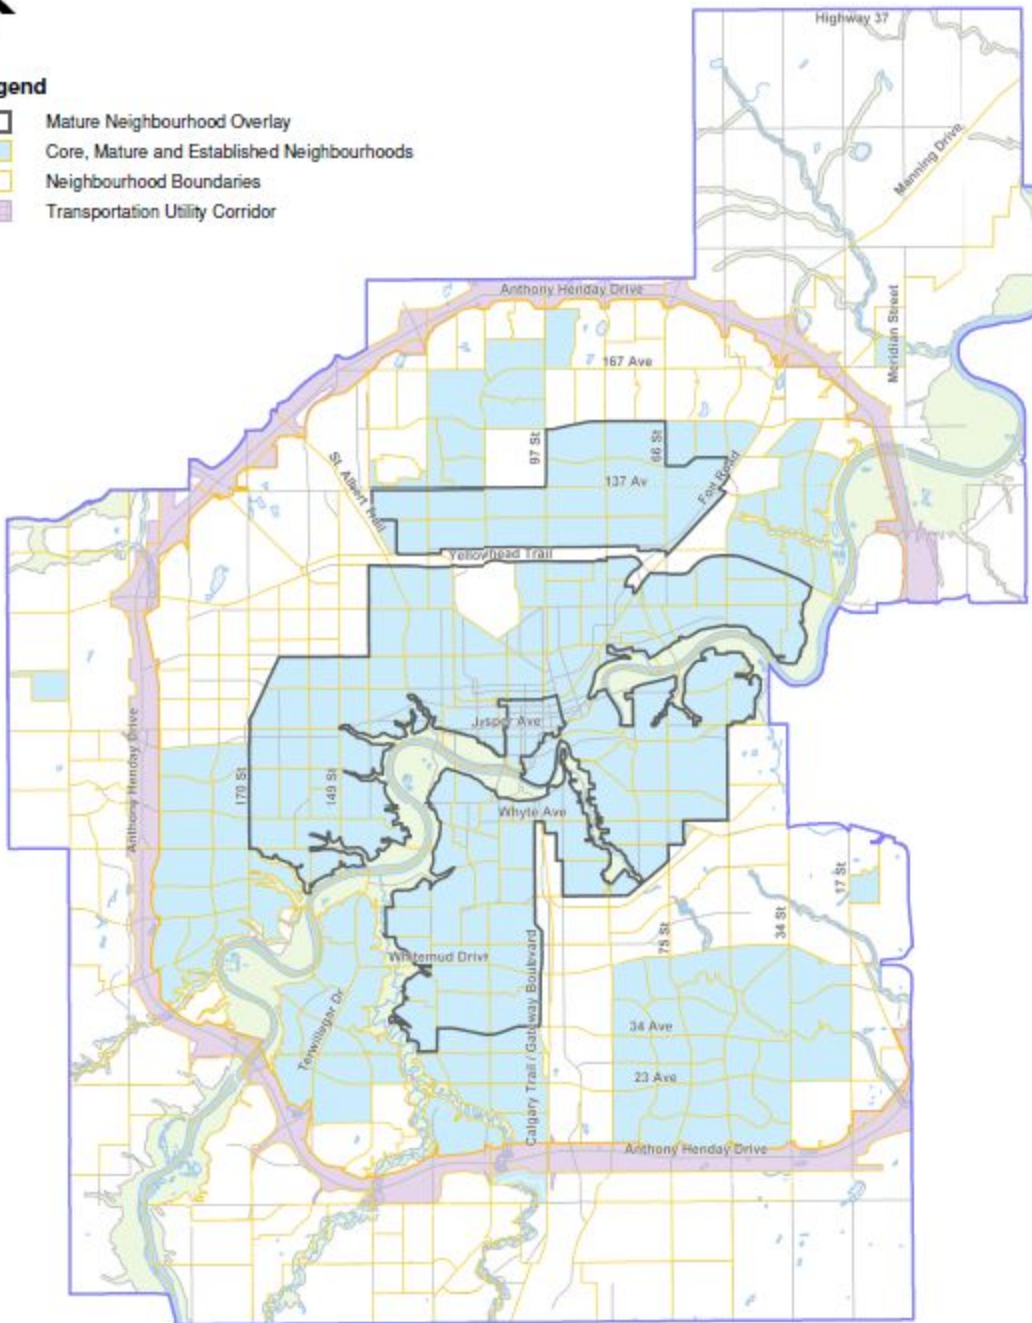 gend
Mature Neighbourhood Overlay
Core, Mature and Established Neighbourhoods
Neighbourhood Boundaries
Transportation Utility Corridor
Highway 37
Manning Drive
Meridian Street
Anthony Henday Drive
167 Ave
97 St
66 St
St. Albert Trail
137 Av
Fort Road
Yellowhead Trail
Jasper Ave
Anthony Henday Drive
170 St
149 St
Whyte Ave
17 St
75 St
34 St
Whitemud Drive
Terwillegar Dr
Calgary Trail / Gateway Boulevard
34 Ave
23 Ave
Anthony Henday Drive